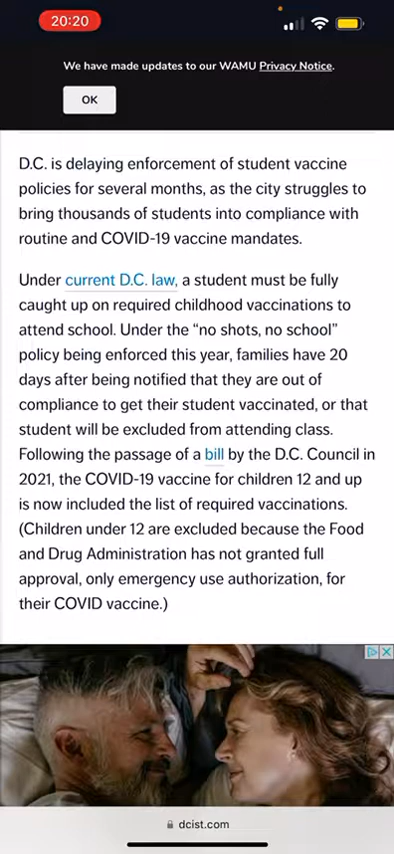 20:20
We have made updates to our WAMU Privacy Notice.
OK
D.C. is delaying enforcement of student vaccine
policies for several months, as the city struggles to
bring thousands of students into compliance with
routine and COVID-19 vaccine mandates.
Under current D.C. law, a student must be fully
caught up on required childhood vaccinations to
attend school. Under the “no shots, no school”
policy being enforced this year, families have 20
days after being notified that they are out of
compliance to get their student vaccinated, or that
student will be excluded from attending class.
Following the passage of a bill by the D.C. Council in
2021, the COVID-19 vaccine for children 12 and up
is now included the list of required vaccinations.
(Children under 12 are excluded because the Food
and Drug Administration has not granted full
approval, only emergency use authorization, for
their COVID vaccine.)
dcist.com